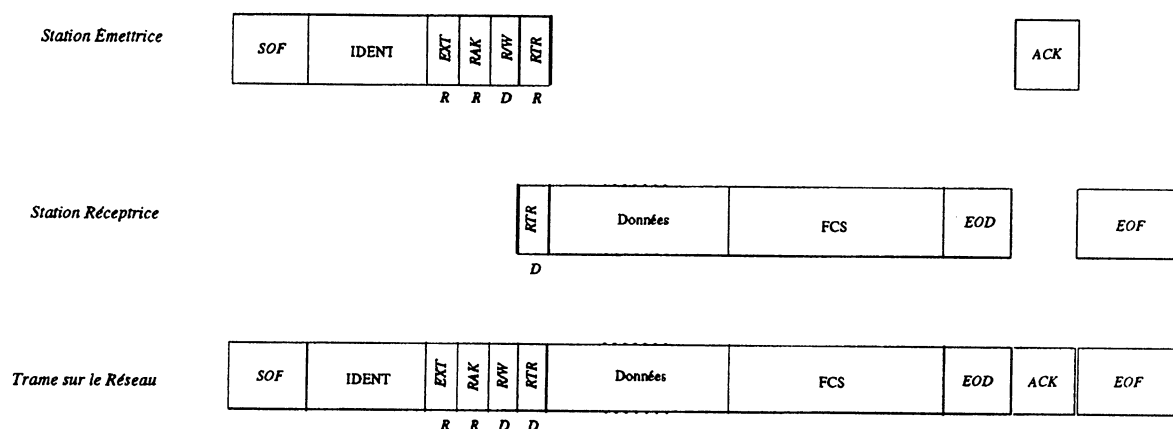 Station Émettrice SOF IDENT EXT RAK R/W RTR ACK
R R D R
Station Réceptrice RTR Données FCS EOD EOF
D
Trame sur le Réseau SOF IDENT EXT RAK R/W RTR Données FCS EOD ACK EOF
R R D D